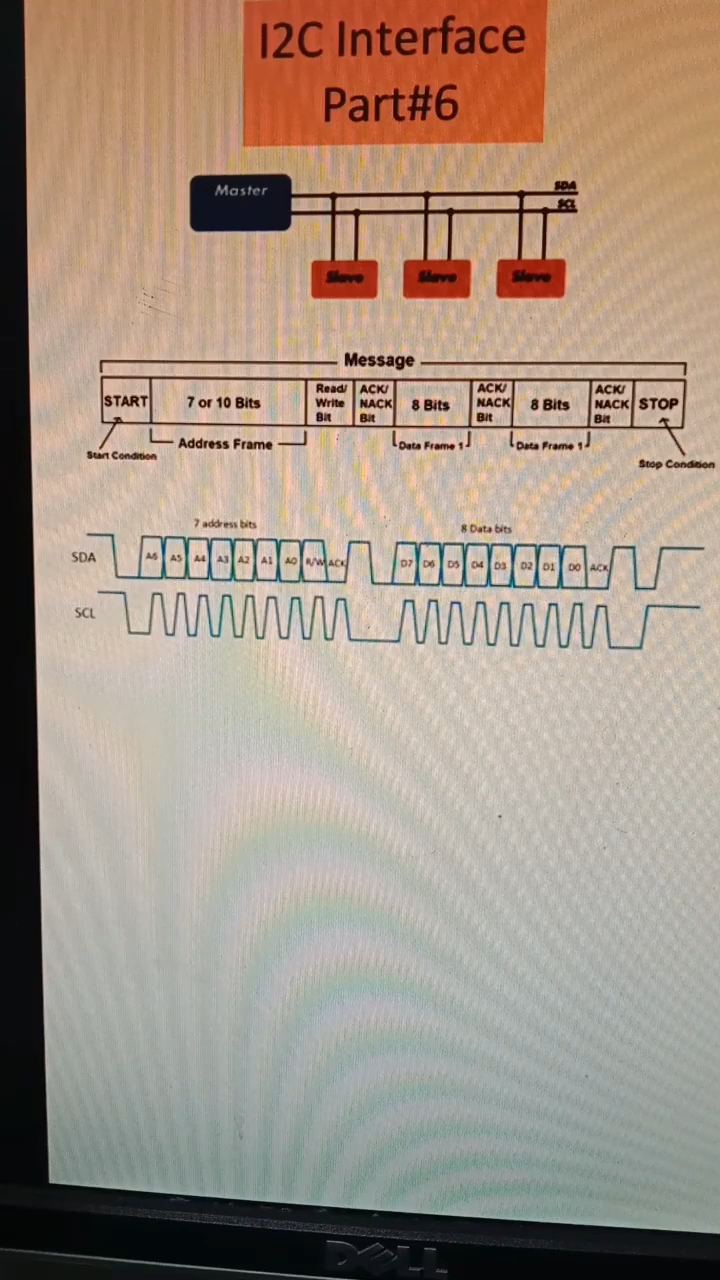 I2C Interface
Part#6
Master
SDA
SCL
Slave
Slave
Slave
Message
START
7 or 10 Bits
Read/
Write
Bit
ACK/
NACK
Bit
8 Bits
ACK/
NACK
Bit
8 Bits
ACK/
NACK
Bit
STOP
Start Condition
Address Frame
Data Frame 1
Data Frame 1
Stop Condition
7 address bits
8 Data bits
SDA
A6 A5 A4 A3 A2 A1 A0 R/W ACK
D7 D6 D5 D4 D3 D2 D1 D0 ACK
SCL
DELL